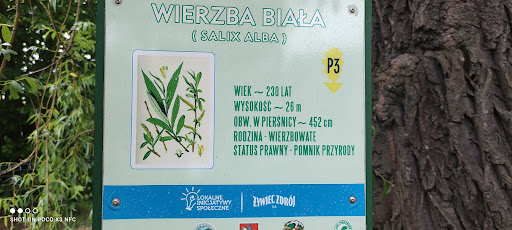 WIERZBA BIAŁA
( SALIX ALBA )
P3
WIEK ~ 230 LAT
WYSOKOŚĆ ~ 26 m
OBW. W PIERŚNICY ~ 452 cm
RODZINA - WIERZBOWATE
STATUS PRAWNY - POMNIK PRZYRODY
LOKALNE
INICJATYWY
SPOŁECZNE
ŻYWIEC ZDRÓJ
S.A.
SHOT ON POCO X3 NFC